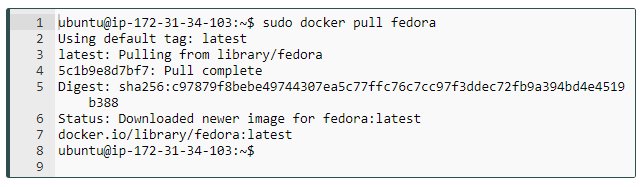 1 ubuntu@ip-172-31-34-103:~$ sudo docker pull fedora
2 Using default tag: latest
3 latest: Pulling from library/fedora
4 5c1b9e8d7bf7: Pull complete
5 Digest: sha256:c97879f8bebe49744307ea5c77ffc76c7cc97f3ddec72fb9a394bd4e4519
b388
6 Status: Downloaded newer image for fedora:latest
7 docker.io/library/fedora:latest
8 ubuntu@ip-172-31-34-103:~$
9